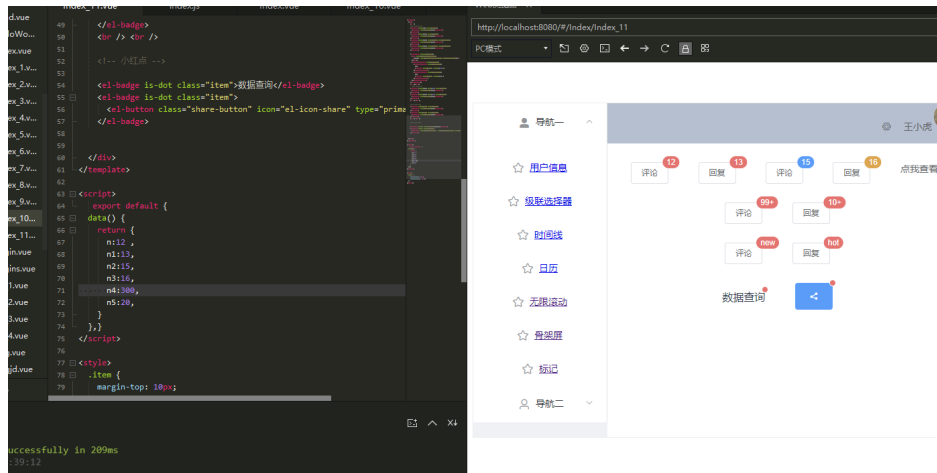 index_11.vue
index.js
index.vue
index_10.vue
d.vue
loWo...
ex.vue
ex_1.v...
ex_2.v...
ex_3.v...
ex_4.v...
ex_5.v...
ex_6.v...
ex_7.v...
ex_8.v...
ex_9.v...
ex_10...
ex_11...
gin.vue
gins.vue
1.vue
2.vue
3.vue
4.vue
.vue
jd.vue
49 </el-badge>
50 <br /> <br />
51
52 <!-- 小红点 -->
53
54 <el-badge is-dot class="item">数据查询</el-badge>
55 <el-badge is-dot class="item">
56 <el-button class="share-button" icon="el-icon-share" type="prima
57 </el-badge>
58
59
60 </div>
61 </template>
62
63 <script>
64 export default {
65 data() {
66 return {
67 n:12 ,
68 n1:13,
69 n2:15,
70 n3:16,
71 n4:300,
72 n5:20,
73 }
74 },}
75 </script>
76
77 <style>
78 .item {
79 margin-top: 10px;
uccessfully in 209ms
:39:12
http://localhost:8080/#/Index/Index_11
PC模式
导航一
用户信息
级联选择器
时间线
日历
无限滚动
骨架屏
标记
导航二
王小虎
评论 12
回复 13
评论 15
回复 16
点我查看
评论 99+
回复 10+
评论 new
回复 hot
数据查询